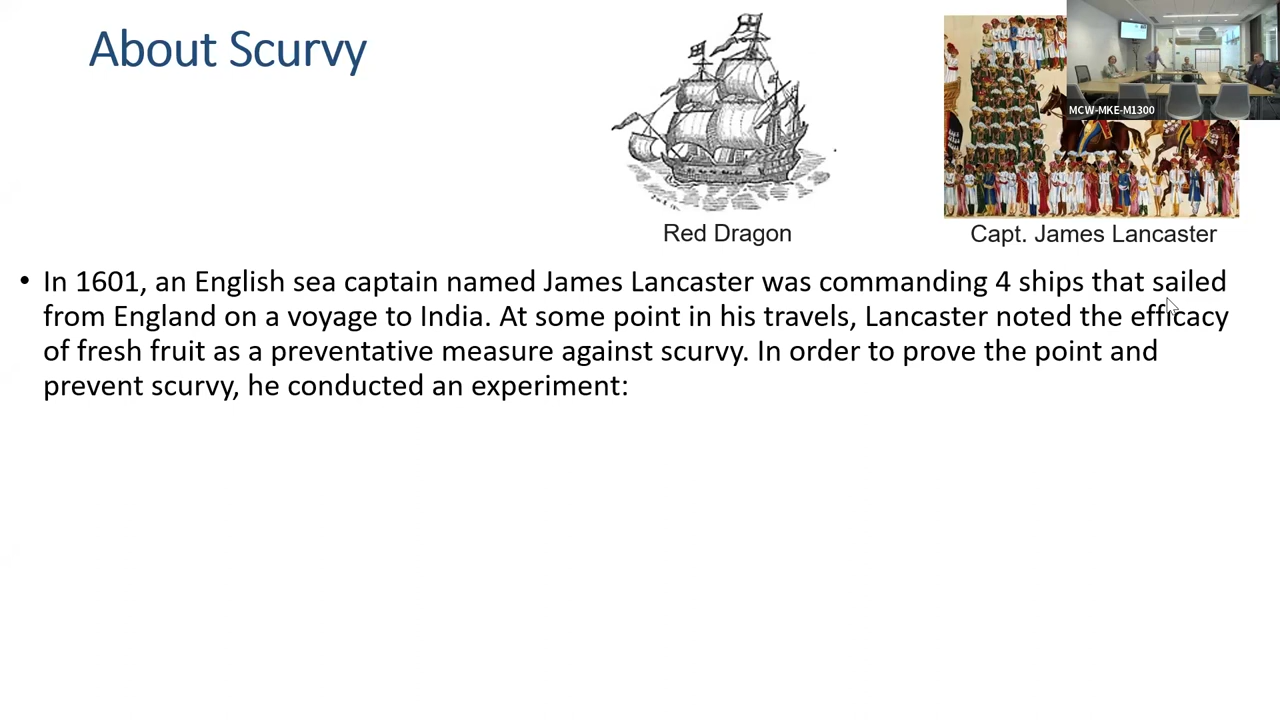 About Scurvy
MCW-MKE-M1300
Red Dragon
Capt. James Lancaster
• In 1601, an English sea captain named James Lancaster was commanding 4 ships that sailed
from England on a voyage to India. At some point in his travels, Lancaster noted the efficacy
of fresh fruit as a preventative measure against scurvy. In order to prove the point and
prevent scurvy, he conducted an experiment: